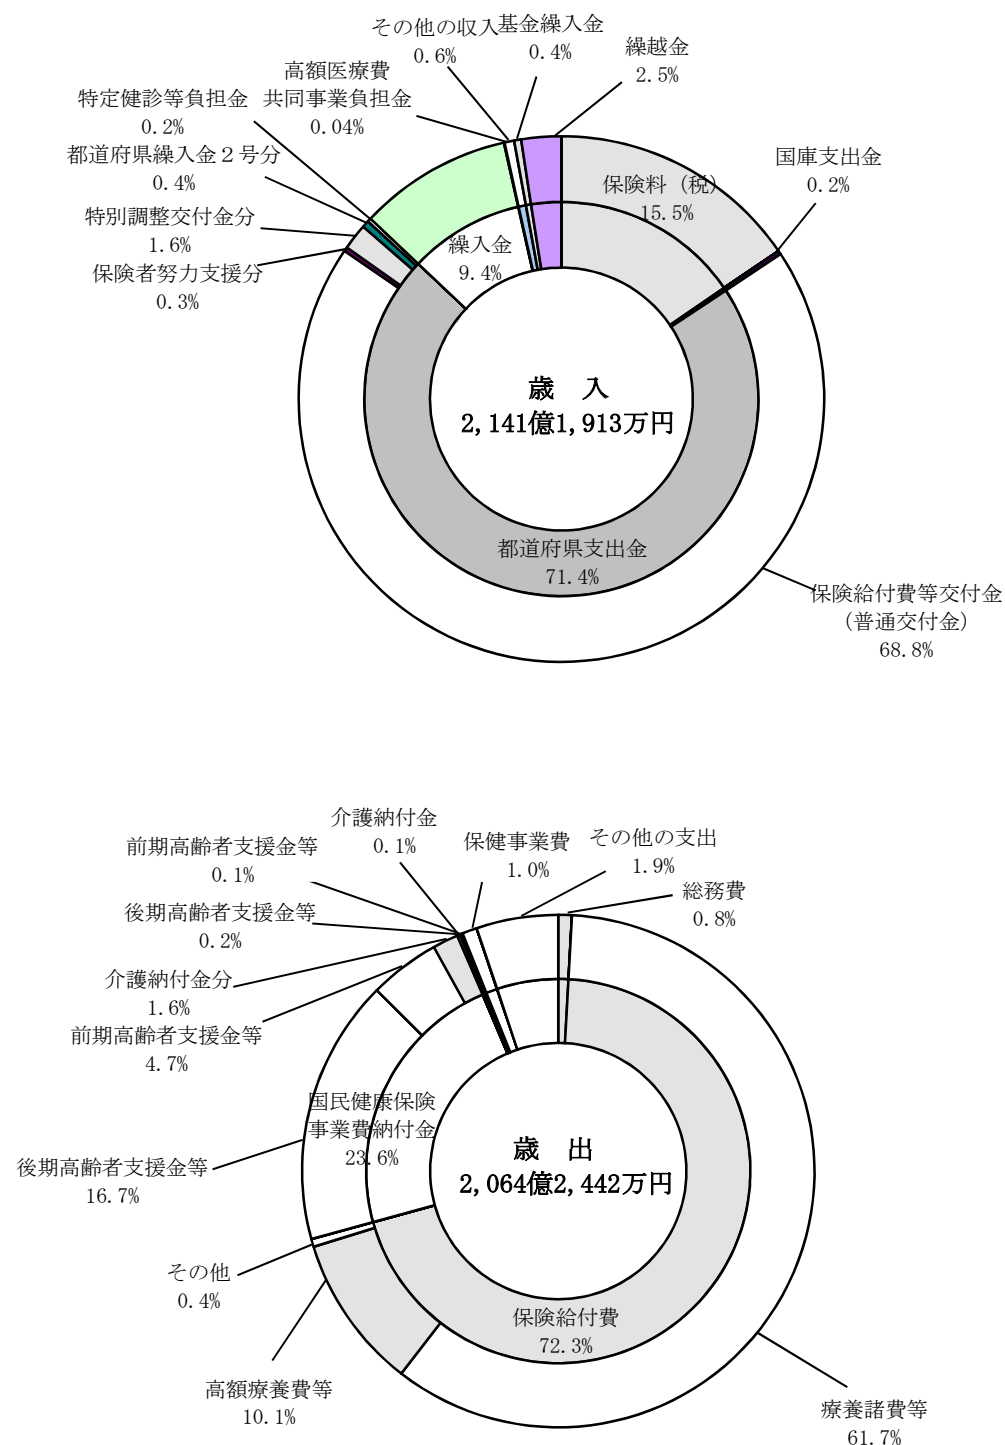 その他の収入
0.6%
基金繰入金
0.4%
繰越金
2.5%
高額医療費
共同事業負担金
0.04%
特定健診等負担金
0.2%
都道府県繰入金２号分
0.4%
特別調整交付金分
1.6%
保険者努力支援分
0.3%
国庫支出金
0.2%
保険料（税）
15.5%
繰入金
9.4%
歳　入
2,141億1,913万円
都道府県支出金
71.4%
保険給付費等交付金
（普通交付金）
68.8%
介護納付金
0.1%
保健事業費
1.0%
その他の支出
1.9%
総務費
0.8%
前期高齢者支援金等
0.1%
後期高齢者支援金等
0.2%
介護納付金分
1.6%
前期高齢者支援金等
4.7%
国民健康保険
事業費納付金
23.6%
歳　出
2,064億2,442万円
後期高齢者支援金等
16.7%
その他
0.4%
保険給付費
72.3%
高額療養費等
10.1%
療養諸費等
61.7%